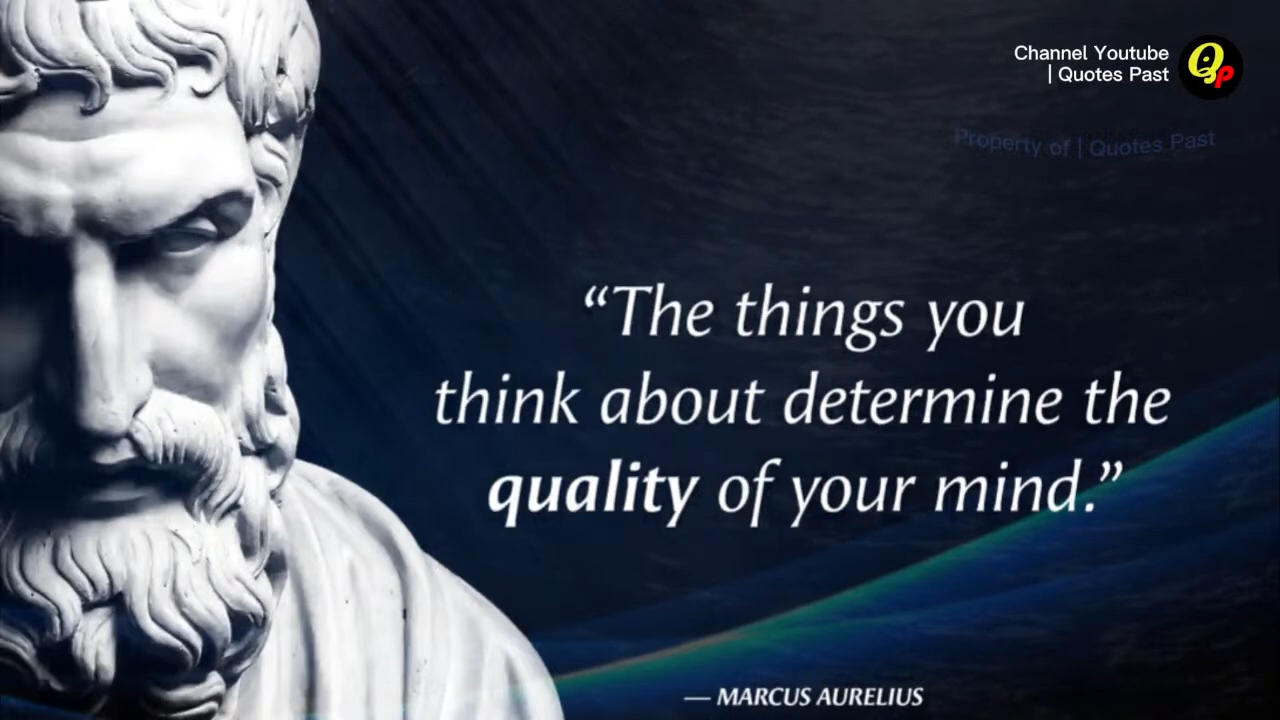 Channel Youtube
| Quotes Past
Property of | Quotes Past
“The things you
think about determine the
quality of your mind.”
— MARCUS AURELIUS